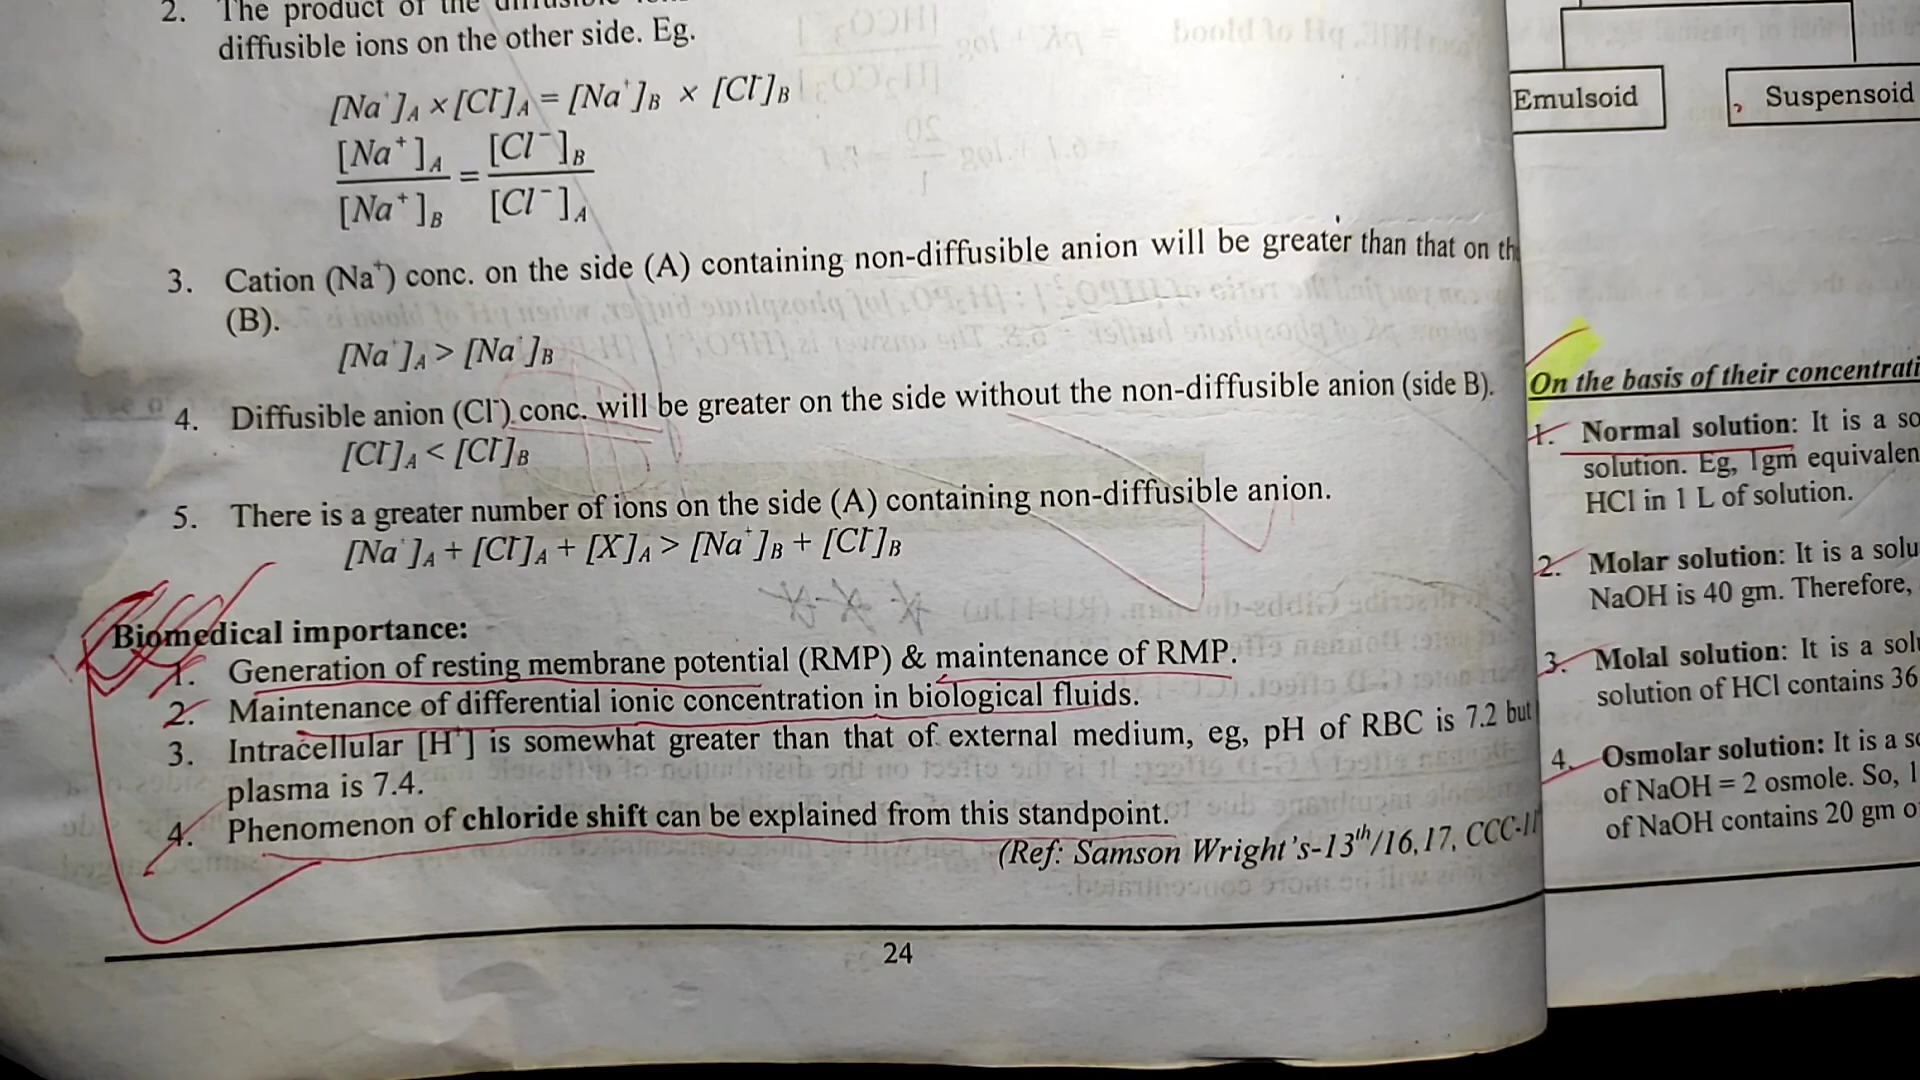 2. The product of the
diffusible ions on the other side. Eg.
[Na⁺]A × [Cl⁻]A = [Na⁺]B × [Cl⁻]B
[Na⁺]A / [Na⁺]B = [Cl⁻]B / [Cl⁻]A
3. Cation (Na⁺) conc. on the side (A) containing non-diffusible anion will be greater than that on
(B).
[Na⁺]A > [Na⁺]B
4. Diffusible anion (Cl⁻) conc. will be greater on the side without the non-diffusible anion (side B).
[Cl⁻]A < [Cl⁻]B
5. There is a greater number of ions on the side (A) containing non-diffusible anion.
[Na⁺]A + [Cl⁻]A + [X]A > [Na⁺]B + [Cl⁻]B
Biomedical importance:
1. Generation of resting membrane potential (RMP) & maintenance of RMP.
2. Maintenance of differential ionic concentration in biological fluids.
3. Intracellular [H⁺] is somewhat greater than that of external medium, eg, pH of RBC is 7.2 but
plasma is 7.4.
4. Phenomenon of chloride shift can be explained from this standpoint.
(Ref: Samson Wright's-13th/16,17,
24
Emulsoid
Suspensoid
On the basis of their
1. Normal solution: It is a
solution. Eg, 1gm
HCl in 1 L of solution.
2. Molar solution: It is a
NaOH is 40 gm. Therefore,
3. Molal solution: It is a
solution of HCl contains 36
4. Osmolar solution: It is a
of NaOH = 2 osmole. So, 1
of NaOH contains 20 gm